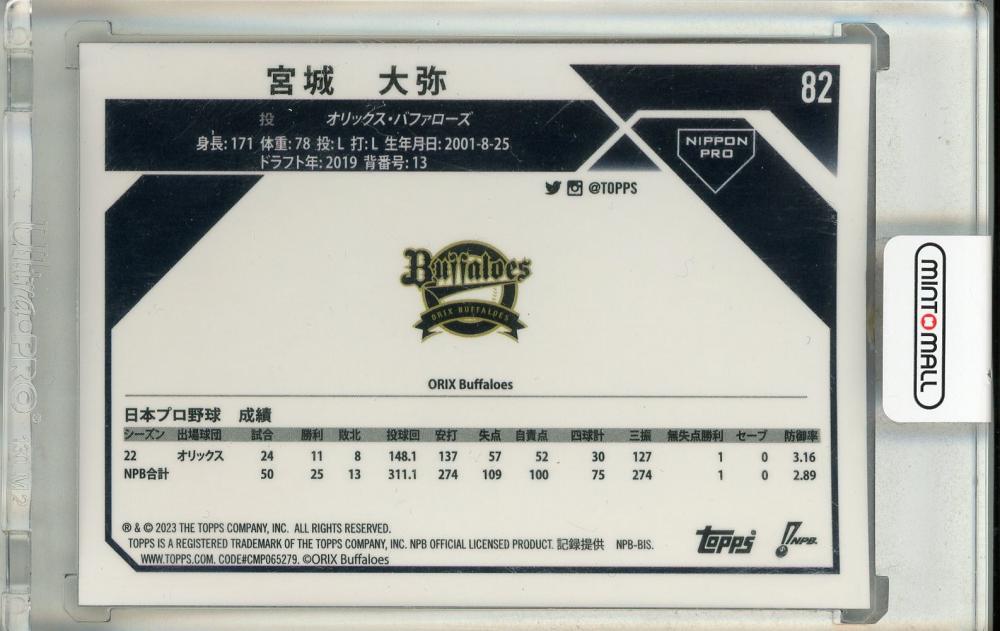 宮城 大弥
82
投 オリックス・バファローズ
身長: 171 体重: 78 投: L 打: L 生年月日: 2001-8-25
ドラフト年: 2019 背番号: 13
NIPPON
PRO
@TOPPS
Buffaloes
ORIX BUFFALOES
ORIX Buffaloes
日本プロ野球 成績
シーズン 出場球団 試合 勝利 敗北 投球回 安打 失点 自責点 四球計 三振 無失点勝利 セーブ 防御率
22 オリックス 24 11 8 148.1 137 57 52 30 127 1 0 3.16
NPB合計 50 25 13 311.1 274 109 100 75 274 1 0 2.89
® & © 2023 THE TOPPS COMPANY, INC. ALL RIGHTS RESERVED.
TOPPS IS A REGISTERED TRADEMARK OF THE TOPPS COMPANY, INC. NPB OFFICIAL LICENSED PRODUCT. 記録提供 NPB-BIS.
WWW.TOPPS.COM. CODE#CMP065279. ©ORIX Buffaloes
topps
NPB
MINT MALL
Ultra PRO